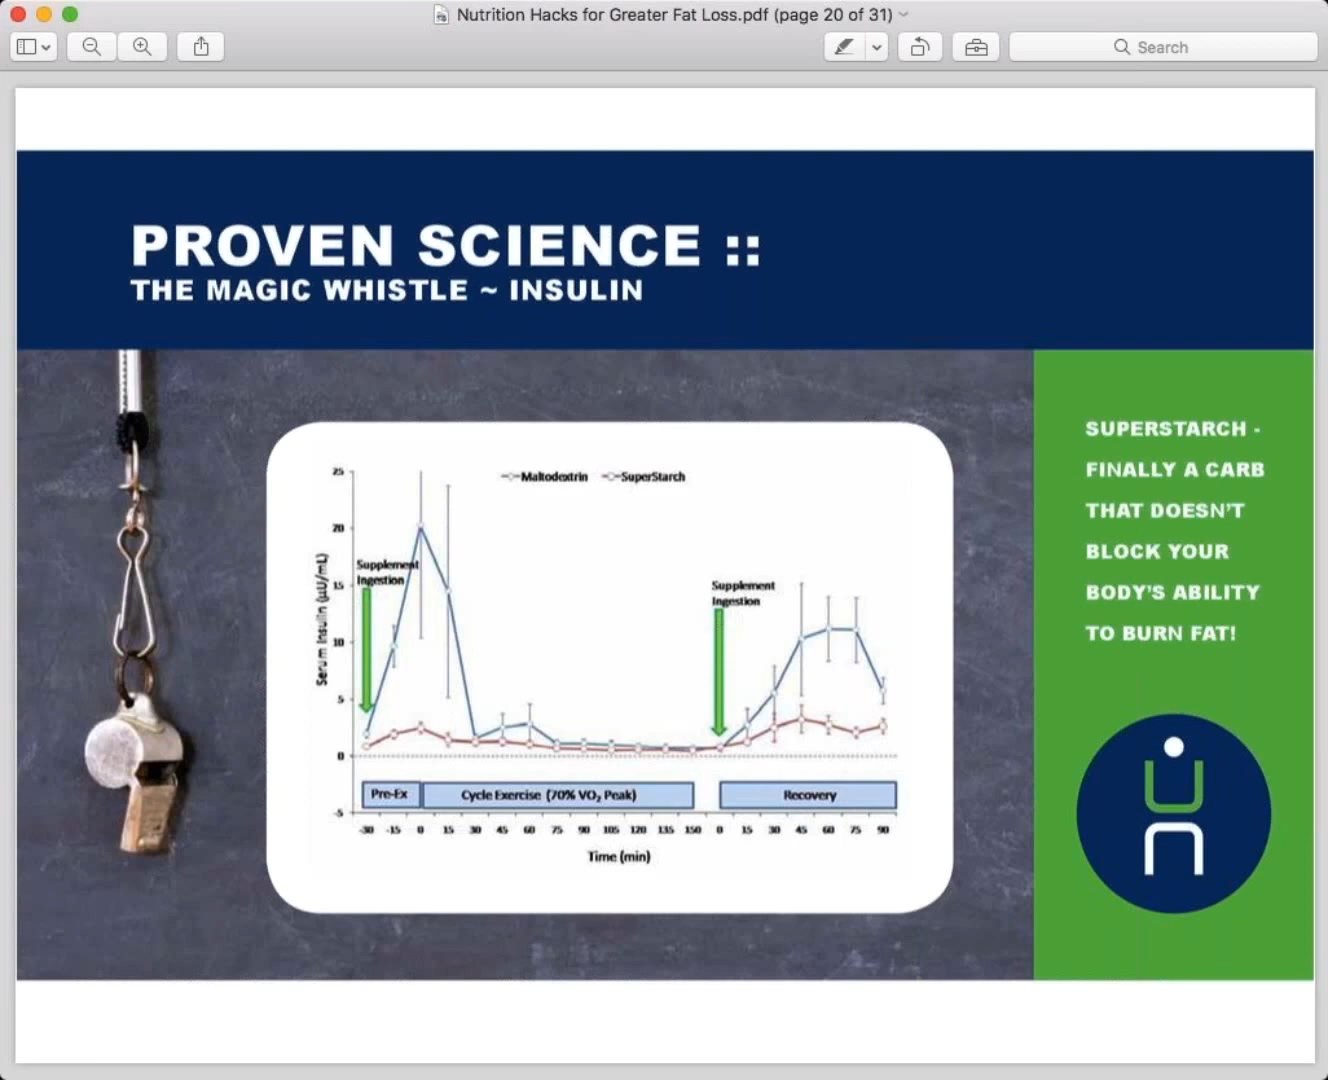 Nutrition Hacks for Greater Fat Loss.pdf (page 20 of 31)
Search
PROVEN SCIENCE ::
THE MAGIC WHISTLE ~ INSULIN
SUPERSTARCH -
FINALLY A CARB
THAT DOESN'T
BLOCK YOUR
BODY'S ABILITY
TO BURN FAT!
Maltodextrin SuperStarch
25
20
15
10
5
0
-5
Serum Insulin (µU/mL)
Supplement
Ingestion
Supplement
Ingestion
Pre-Ex Cycle Exercise (70% VO₂ Peak) Recovery
-30 -15 0 15 30 45 60 75 90 105 120 135 150 0 15 30 45 60 75 90
Time (min)
un